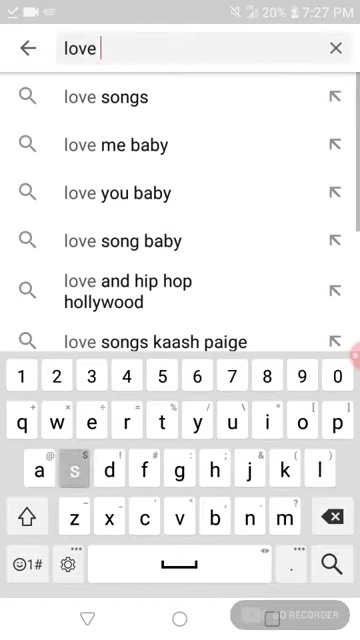 20% 7:27 PM
love
love songs
love me baby
love you baby
love song baby
love and hip hop
hollywood
love songs kaash paige
1 2 3 4 5 6 7 8 9 0
q w e r t y u i o p
a s d f g h j k l
z x c v b n m
1#
GO RECORDER